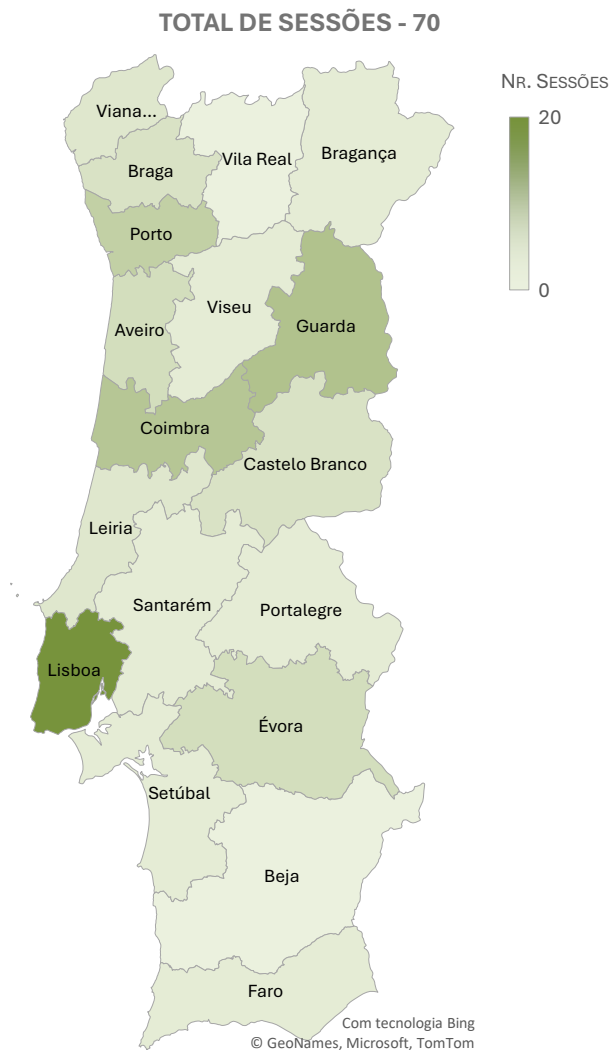 TOTAL DE SESSÕES - 70
NR. SESSÕES
20
0
Viana...
Braga
Vila Real
Bragança
Porto
Aveiro
Viseu
Guarda
Coimbra
Castelo Branco
Leiria
Santarém
Portalegre
Lisboa
Évora
Setúbal
Beja
Faro
Com tecnologia Bing
© GeoNames, Microsoft, TomTom